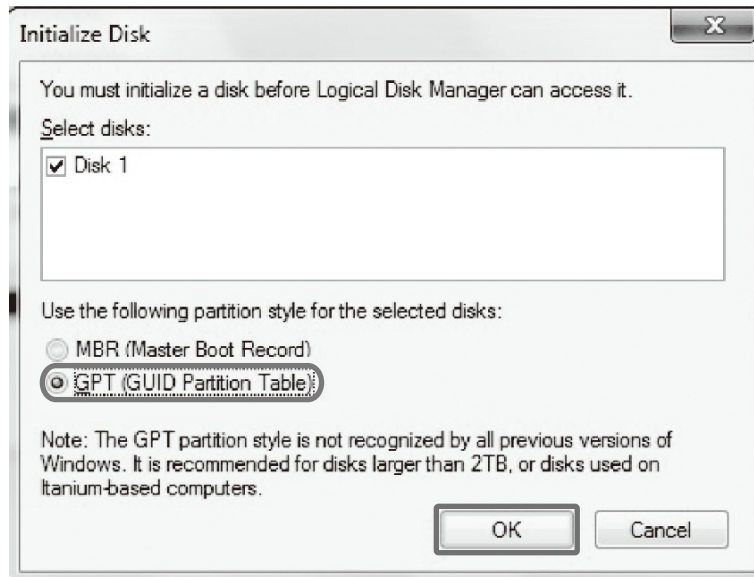 Initialize Disk
You must initialize a disk before Logical Disk Manager can access it.
Select disks:
Disk 1
Use the following partition style for the selected disks:
MBR (Master Boot Record)
GPT (GUID Partition Table)
Note: The GPT partition style is not recognized by all previous versions of
Windows. It is recommended for disks larger than 2TB, or disks used on
Itanium-based computers.
OK Cancel